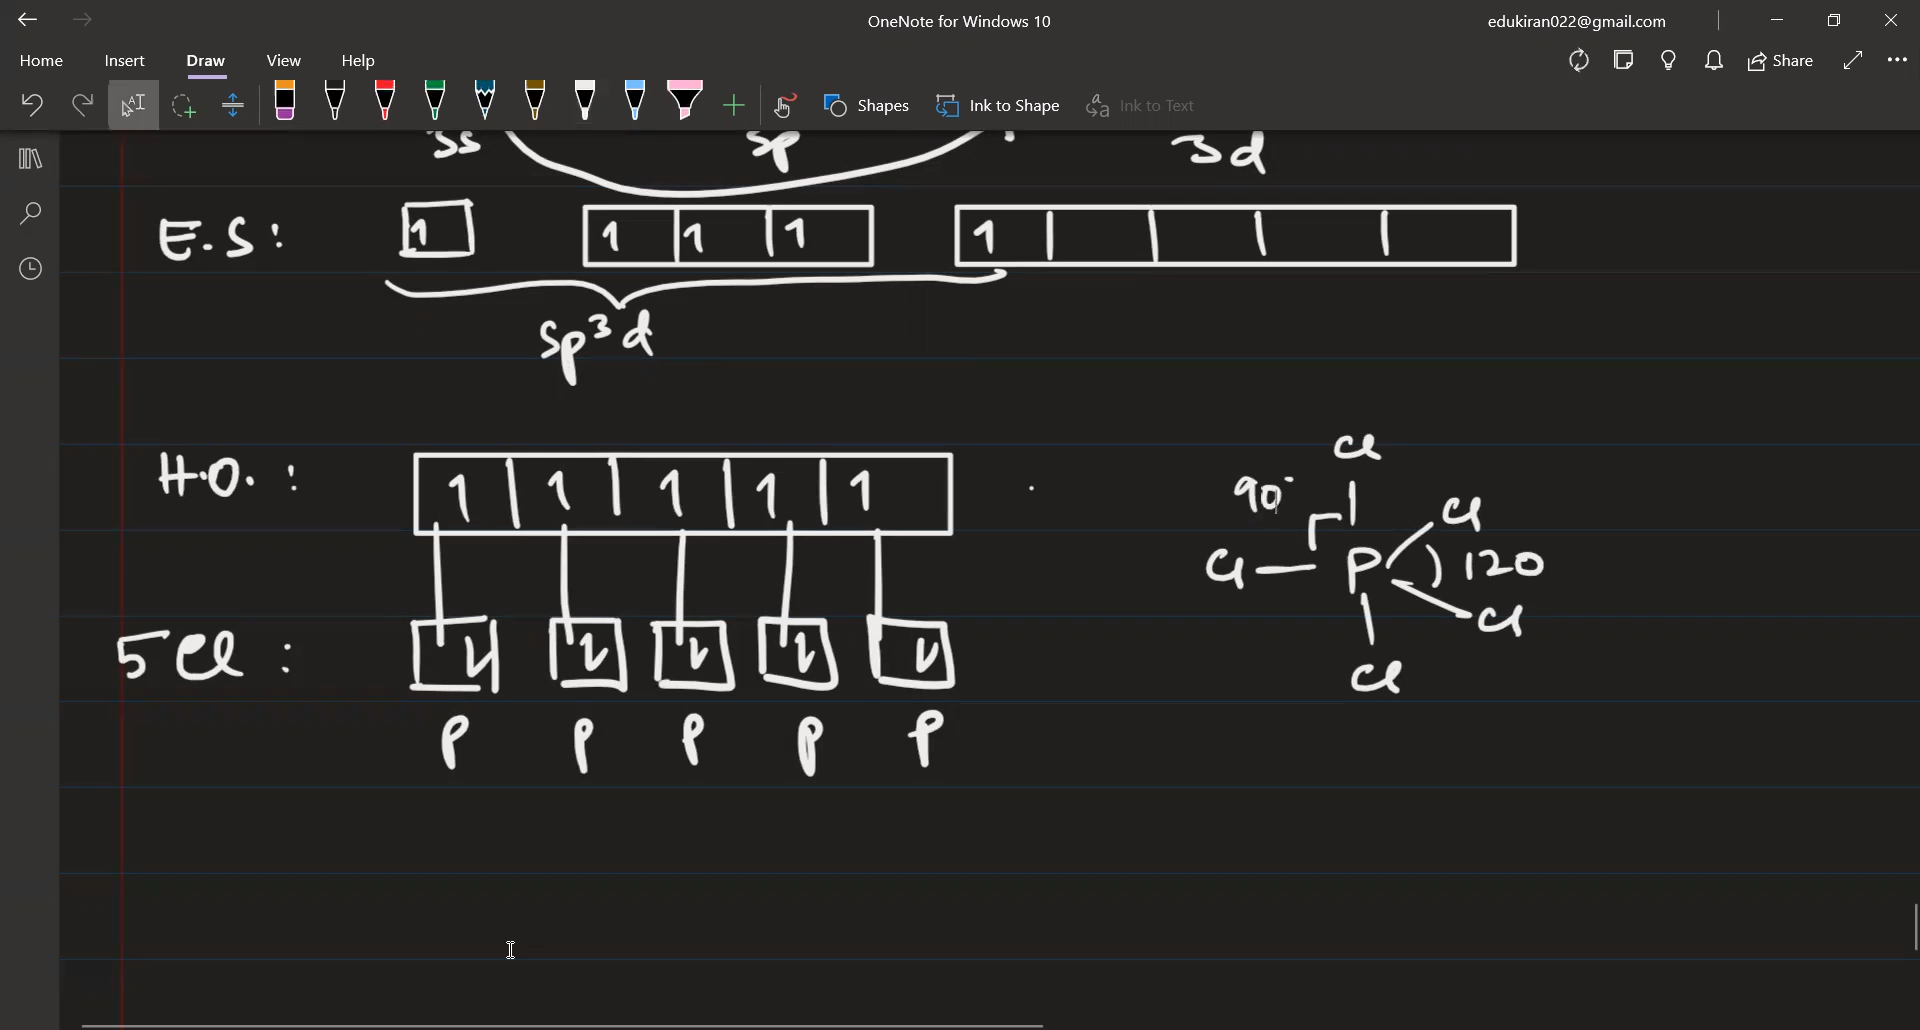 OneNote for Windows 10
edukiran022@gmail.com
Home Insert Draw View Help
Share
Shapes
Ink to Shape
Ink to Text
3s 3p 3d
E.S: 1 1 1 1 1
sp³d
H.O. : 1 1 1 1 1
5 Cl :
p p p p p
Cl
90° Cl
Cl P 120
Cl
Cl